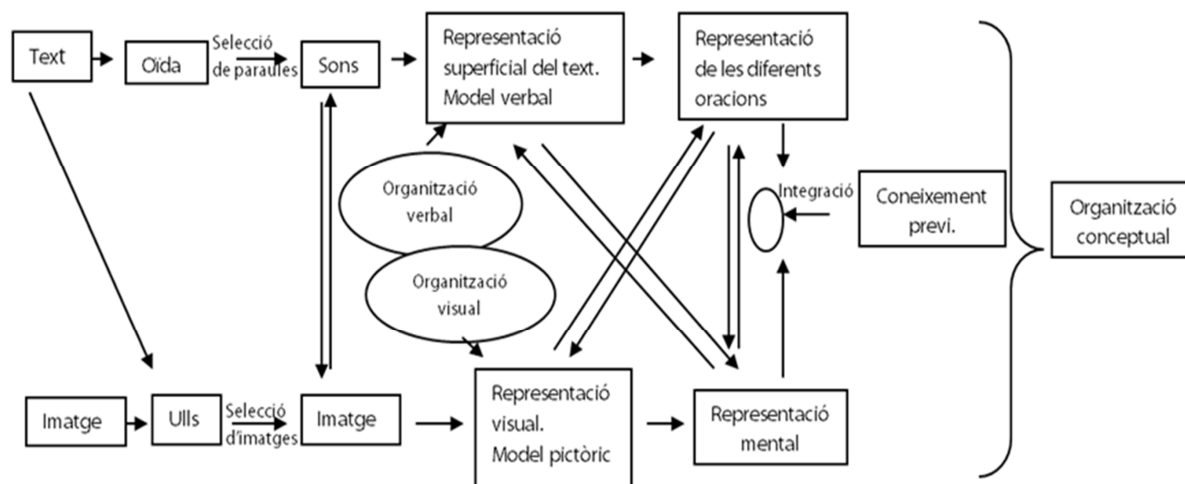 Text
Oïda
Selecció
de paraules
Sons
Representació
superficial del text.
Model verbal
Representació
de les diferents
oracions
Organització
verbal
Organització
visual
Integració
Coneixement
previ.
Organització
conceptual
Imatge
Ulls
Selecció
d'imatges
Imatge
Representació
visual.
Model pictòric
Representació
mental